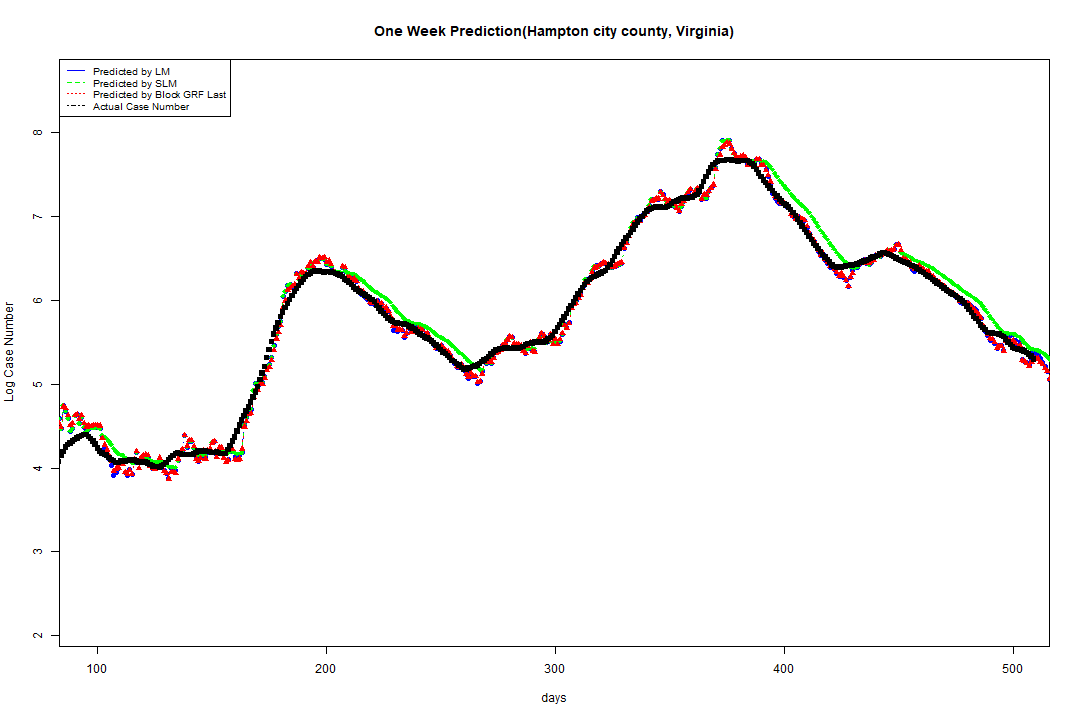 One Week Prediction(Hampton city county, Virginia)
Predicted by LM
Predicted by SLM
Predicted by Block GRF Last
Actual Case Number
8
7
6
5
4
3
2
Log Case Number
100 200 300 400 500
days